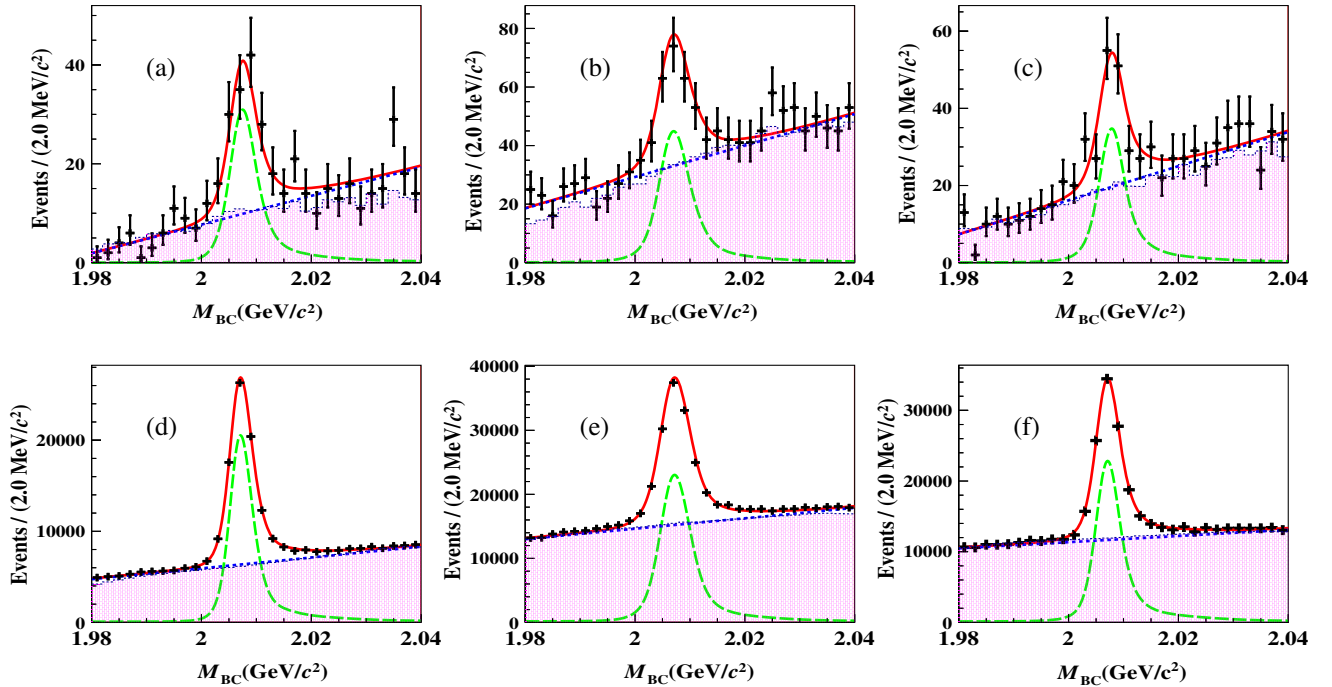 Events / (2.0 MeV/c²)
40
20
0
(a)
1.98 2 2.02 2.04
M_BC(GeV/c²)
Events / (2.0 MeV/c²)
80
60
40
20
0
(b)
1.98 2 2.02 2.04
M_BC(GeV/c²)
Events / (2.0 MeV/c²)
60
40
20
0
(c)
1.98 2 2.02 2.04
M_BC(GeV/c²)
Events / (2.0 MeV/c²)
20000
10000
0
(d)
1.98 2 2.02 2.04
M_BC(GeV/c²)
Events / (2.0 MeV/c²)
40000
30000
20000
10000
0
(e)
1.98 2 2.02 2.04
M_BC(GeV/c²)
Events / (2.0 MeV/c²)
30000
20000
10000
0
(f)
1.98 2 2.02 2.04
M_BC(GeV/c²)